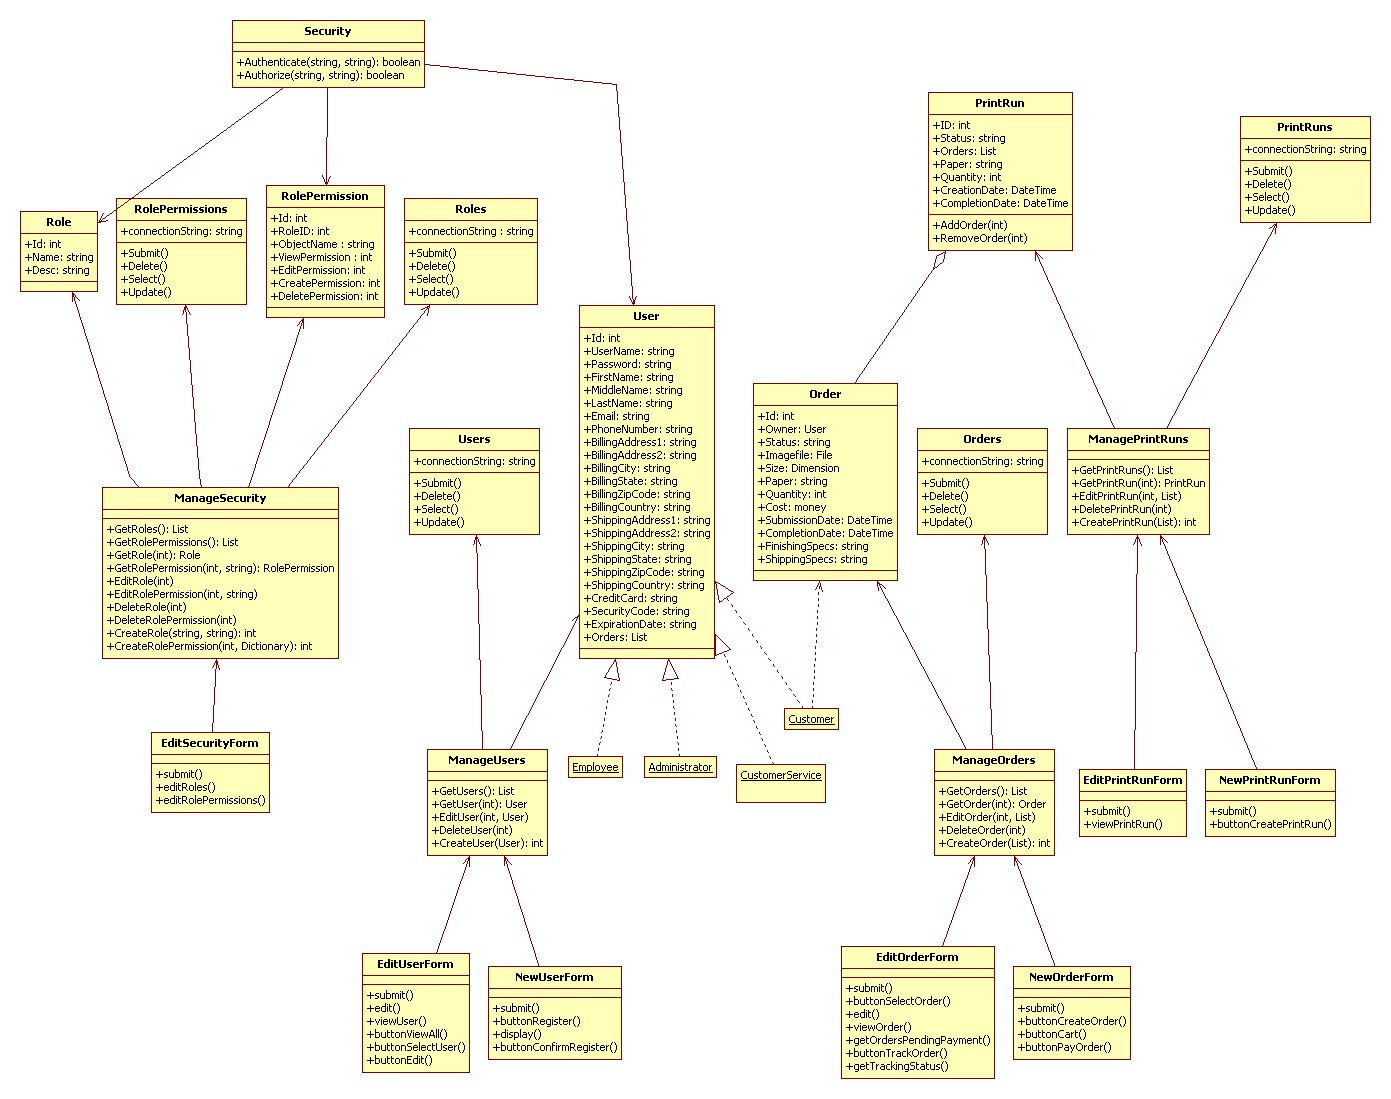 Security
+Authenticate(string, string): boolean
+Authorize(string, string): boolean
PrintRun
+ID: int
+Status: string
+Orders: List
+Paper: string
+Quantity: int
+CreationDate: DateTime
+CompletionDate: DateTime
+AddOrder(int)
+RemoveOrder(int)
PrintRuns
+connectionString: string
+Submit()
+Delete()
+Select()
+Update()
Role
+Id: int
+Name: string
+Desc: string
RolePermissions
+connectionString: string
+Submit()
+Delete()
+Select()
+Update()
RolePermission
+Id: int
+RoleID: int
+ObjectName : string
+ViewPermission : int
+EditPermission: int
+CreatePermission: int
+DeletePermission: int
Roles
+connectionString : string
+Submit()
+Delete()
+Select()
+Update()
User
+Id: int
+UserName: string
+Password: string
+FirstName: string
+MiddleName: string
+LastName: string
+Email: string
+PhoneNumber: string
+BillingAddress1: string
+BillingAddress2: string
+BillingCity: string
+BillingState: string
+BillingZipCode: string
+BillingCountry: string
+ShippingAddress1: string
+ShippingAddress2: string
+ShippingCity: string
+ShippingState: string
+ShippingZipCode: string
+ShippingCountry: string
+CreditCard: string
+SecurityCode: string
+ExpirationDate: string
+Orders: List
Order
+Id: int
+Owner: User
+Status: string
+Imagefile: File
+Size: Dimension
+Paper: string
+Quantity: int
+Cost: money
+SubmissionDate: DateTime
+CompletionDate: DateTime
+FinishingSpecs: string
+ShippingSpecs: string
Users
+connectionString: string
+Submit()
+Delete()
+Select()
+Update()
Orders
+connectionString: string
+Submit()
+Delete()
+Select()
+Update()
ManagePrintRuns
+GetPrintRuns(): List
+GetPrintRun(int): PrintRun
+EditPrintRun(int, List)
+DeletePrintRun(int)
+CreatePrintRun(List): int
ManageSecurity
+GetRoles(): List
+GetRolePermissions(): List
+GetRole(int): Role
+GetRolePermission(int, string): RolePermission
+EditRole(int)
+EditRolePermission(int, string)
+DeleteRole(int)
+DeleteRolePermission(int)
+CreateRole(string, string): int
+CreateRolePermission(int, Dictionary): int
Customer
EditSecurityForm
+submit()
+editRoles()
+editRolePermissions()
ManageUsers
+GetUsers(): List
+GetUser(int): User
+EditUser(int, User)
+DeleteUser(int)
+CreateUser(User): int
Employee
Administrator
CustomerService
ManageOrders
+GetOrders(): List
+GetOrder(int): Order
+EditOrder(int, List)
+DeleteOrder(int)
+CreateOrder(List): int
EditPrintRunForm
+submit()
+viewPrintRun()
NewPrintRunForm
+submit()
+buttonCreatePrintRun()
EditUserForm
+submit()
+edit()
+viewUser()
+buttonViewAll()
+buttonSelectUser()
+buttonEdit()
NewUserForm
+submit()
+buttonRegister()
+display()
+buttonConfirmRegister()
EditOrderForm
+submit()
+buttonSelectOrder()
+edit()
+viewOrder()
+getOrdersPendingPayment()
+buttonTrackOrder()
+getTrackingStatus()
NewOrderForm
+submit()
+buttonCreateOrder()
+buttonCart()
+buttonPayOrder()